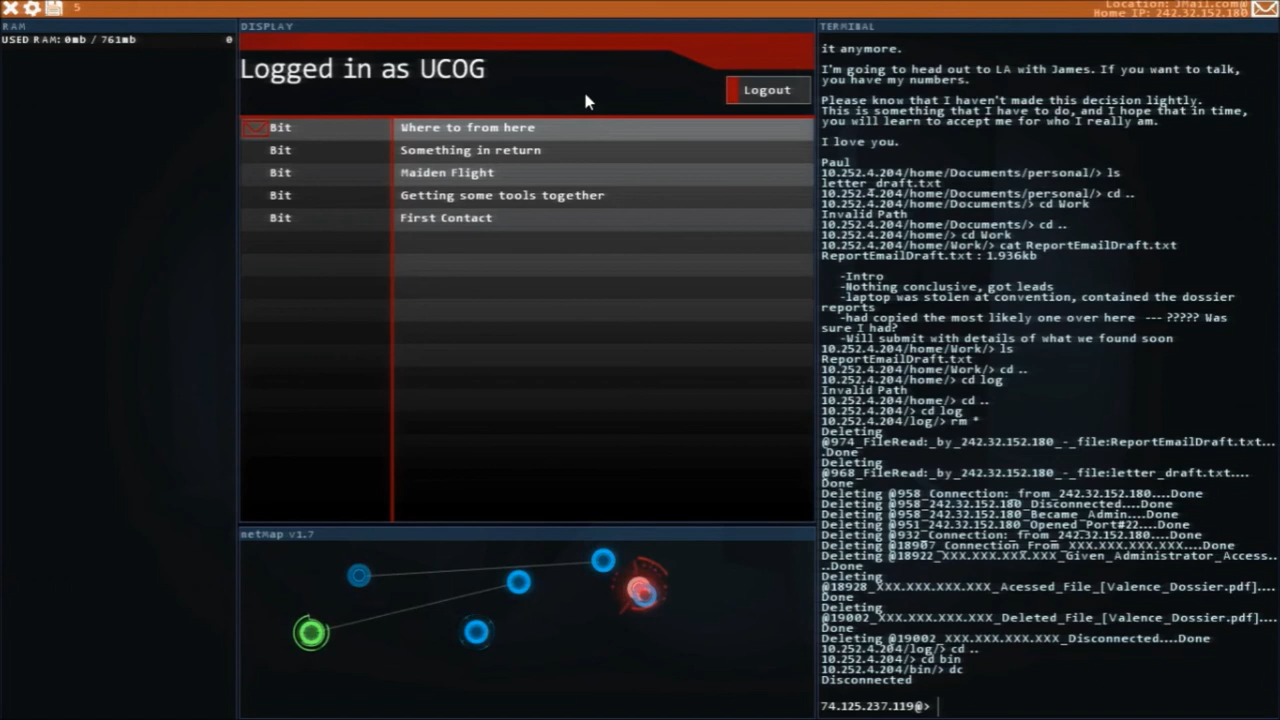 5
Location: JMail.com@
Home IP: 242.32.152.180
RAM
USED RAM: 0mb / 761mb 0
DISPLAY
Logged in as UCOG
Logout
Bit Where to from here
Bit Something in return
Bit Maiden Flight
Bit Getting some tools together
Bit First Contact
netMap v1.7
TERMINAL
it anymore.
I'm going to head out to LA with James. If you want to talk,
you have my numbers.
Please know that I haven't made this decision lightly.
This is something that I have to do, and I hope that in time,
you will learn to accept me for who I really am.
I love you.
Paul
10.252.4.204/home/Documents/personal/> ls
letter_draft.txt
10.252.4.204/home/Documents/personal/> cd ..
10.252.4.204/home/Documents/> cd Work
Invalid Path
10.252.4.204/home/Documents/> cd ..
10.252.4.204/home/> cd Work
10.252.4.204/home/Work/> cat ReportEmailDraft.txt
ReportEmailDraft.txt : 1.936kb
-Intro
-Nothing conclusive, got leads
-laptop was stolen at convention, contained the dossier
reports
-had copied the most likely one over here --- ????? Was
sure I had?
-Will submit with details of what we found soon
10.252.4.204/home/Work/> ls
ReportEmailDraft.txt
10.252.4.204/home/Work/> cd ..
10.252.4.204/home/> cd log
Invalid Path
10.252.4.204/home/> cd ..
10.252.4.204/> cd log
10.252.4.204/log/> rm *
Deleting
@974_FileRead:_by_242.32.152.180_-_file:ReportEmailDraft.txt...
.Done
Deleting
@968_FileRead:_by_242.32.152.180_-_file:letter_draft.txt....
Done
Deleting @958_Connection:_from_242.32.152.180....Done
Deleting @958_242.32.152.180_Disconnected....Done
Deleting @958_242.32.152.180_Became_Admin....Done
Deleting @951_242.32.152.180_Opened_Port#22....Done
Deleting @932_Connection:_from_242.32.152.180....Done
Deleting @18907_Connection_From_XXX.XXX.XXX.XXX....Done
Deleting @18922_XXX.XXX.XXX.XXX_Given_Administrator_Access...
.Done
Deleting
@18928_XXX.XXX.XXX.XXX_Acessed_File_[Valence_Dossier.pdf]....
Done
Deleting
@19002_XXX.XXX.XXX.XXX_Deleted_File_[Valence_Dossier.pdf]....
Done
Deleting @19002_XXX.XXX.XXX.XXX_Disconnected....Done
10.252.4.204/log/> cd ..
10.252.4.204/> cd bin
10.252.4.204/bin/> dc
Disconnected
74.125.237.119@>